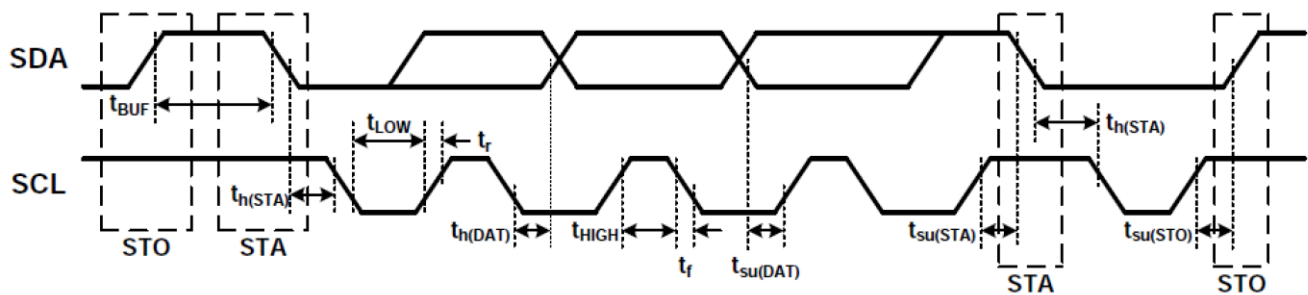 SDA
tBUF
tLOW
tr
th(STA)
SCL
th(STA)
th(DAT)
tHIGH
tf
tsu(DAT)
tsu(STA)
tsu(STO)
STO
STA
STA
STO